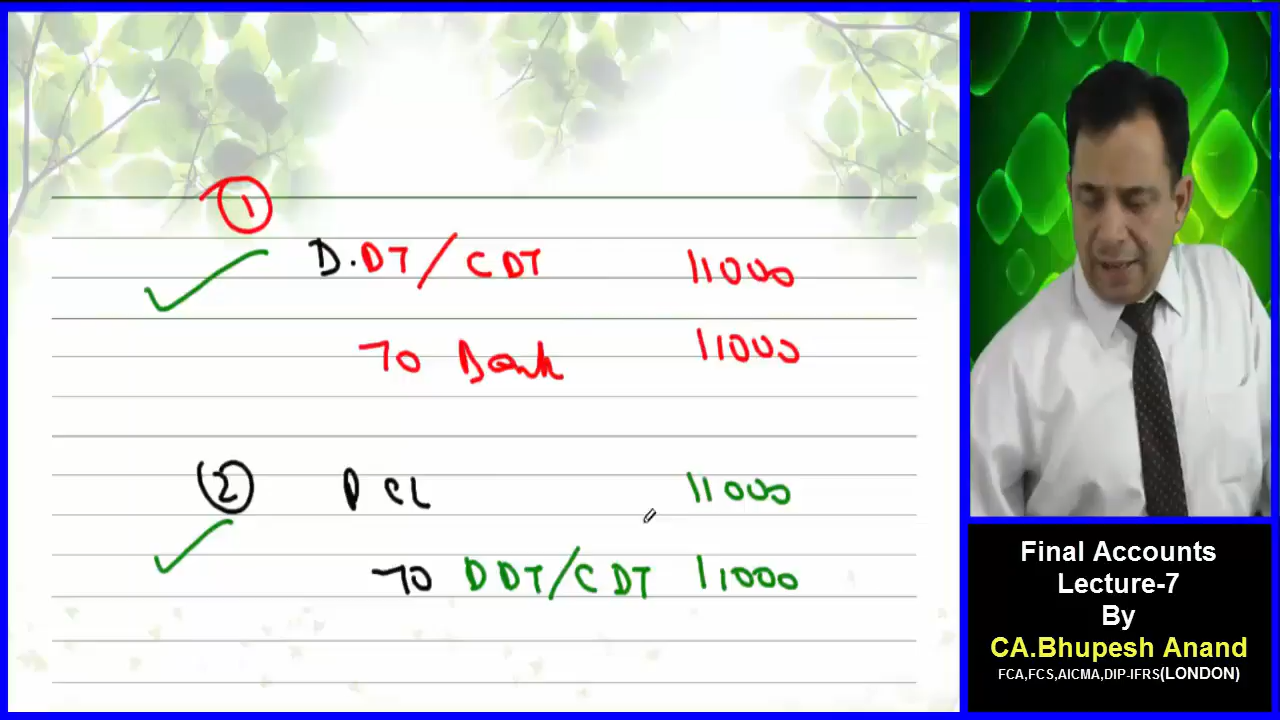 1
D.DT/CDT 11000
To Bank 11000
2 P&L 11000
To DDT/CDT 11000
Final Accounts
Lecture-7
By
CA.Bhupesh Anand
FCA,FCS,AICMA,DIP-IFRS(LONDON)